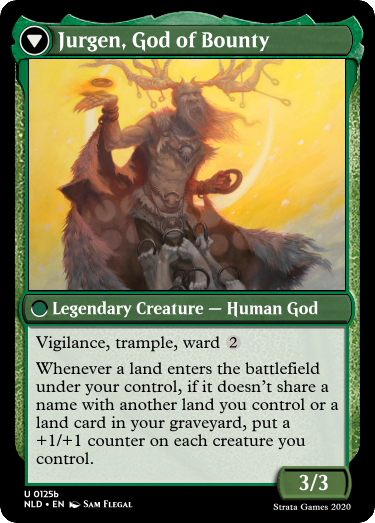 Jurgen, God of Bounty
Legendary Creature — Human God
Vigilance, trample, ward 2
Whenever a land enters the battlefield
under your control, if it doesn't share a
name with another land you control or a
land card in your graveyard, put a
+1/+1 counter on each creature you
control.
3/3
U 0125b
NLD • EN Sam Flegal
Strata Games 2020